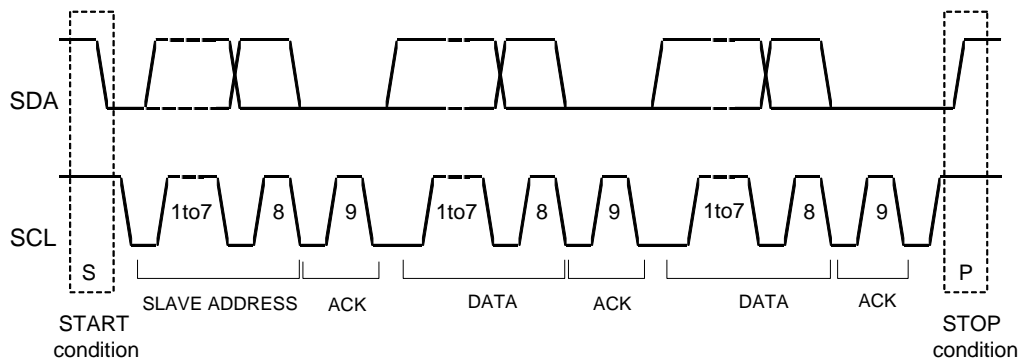 SDA
SCL
1to7 8 9 1to7 8 9 1to7 8 9
S P
SLAVE ADDRESS ACK DATA ACK DATA ACK
START
condition
STOP
condition